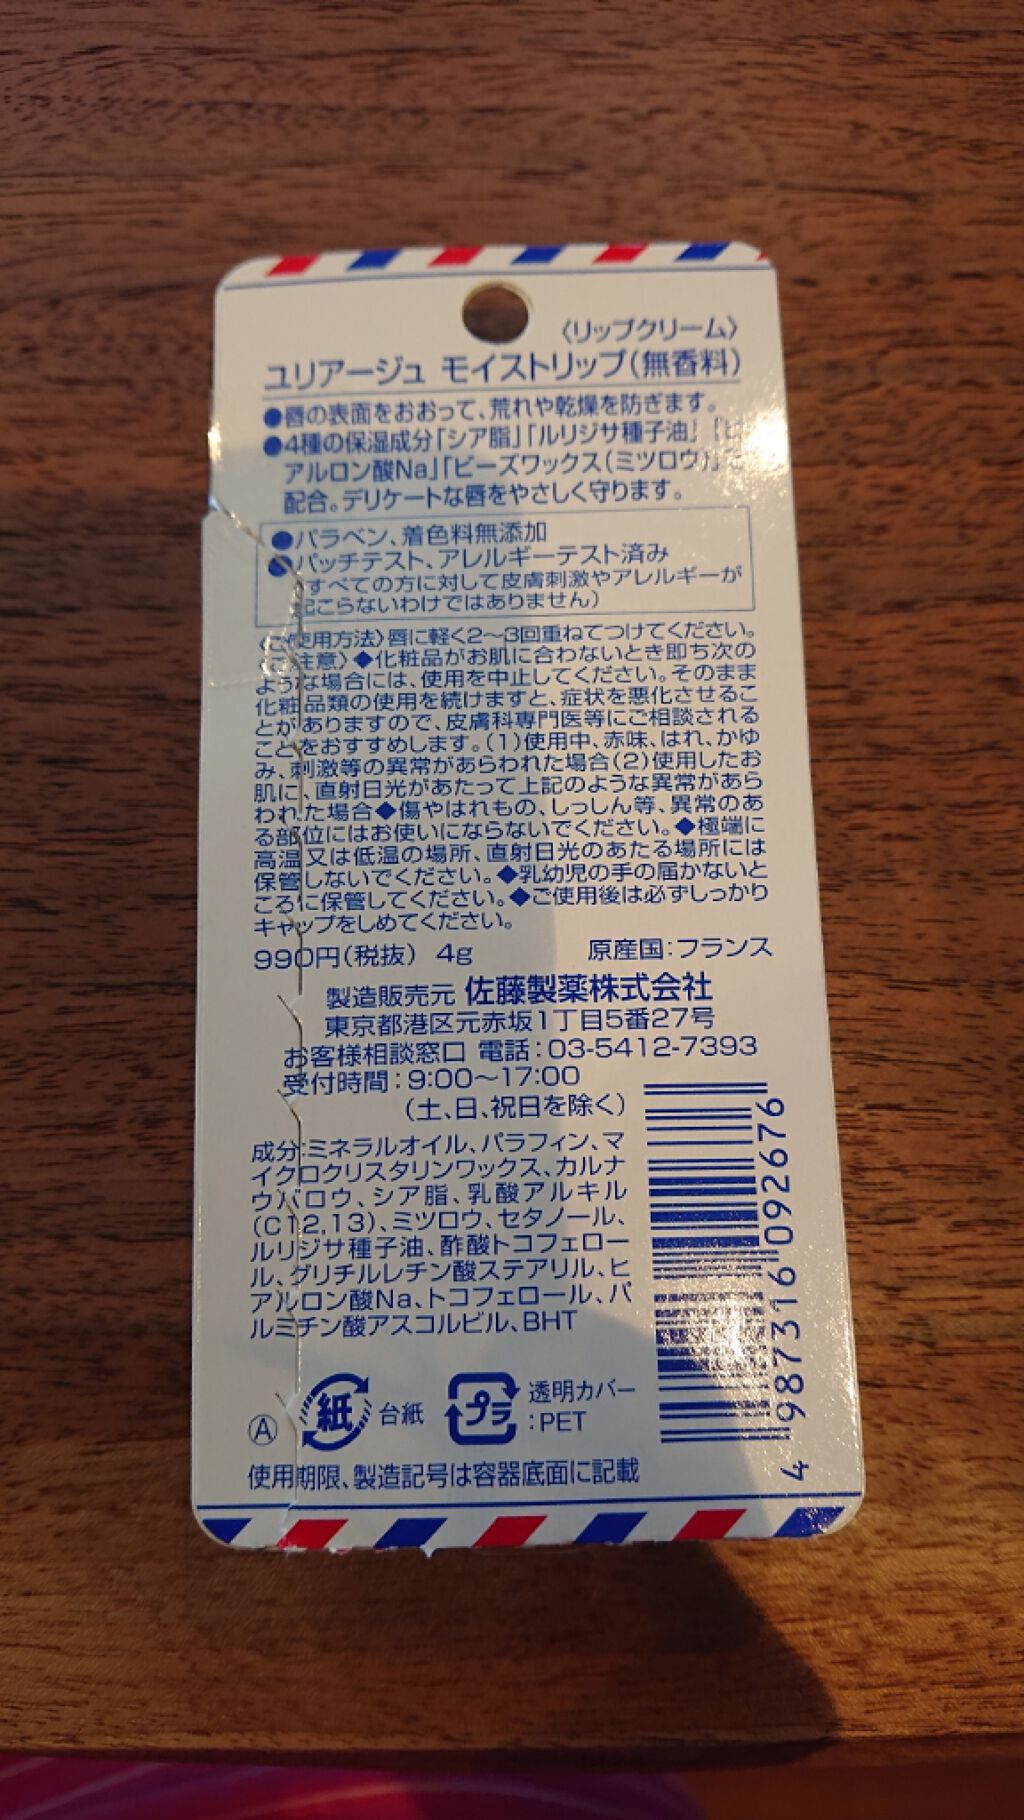 〈リップクリーム〉
ユリアージュ モイストリップ(無香料)
●唇の表面をおおって、荒れや乾燥を防ぎます。
●4種の保湿成分「シア脂」「ルリジサ種子油」「ヒ
アルロン酸Na」「ビーズワックス(ミツロウ)」
配合。デリケートな唇をやさしく守ります。
●パラベン、着色料無添加
●パッチテスト、アレルギーテスト済み
(すべての方に対して皮膚刺激やアレルギーが
起こらないわけではありません)
〈ご使用方法〉唇に軽く2〜3回重ねてつけてください。
〈ご注意〉◆化粧品がお肌に合わないとき即ち次の
ような場合には、使用を中止してください。そのまま
化粧品類の使用を続けますと、症状を悪化させるこ
とがありますので、皮膚科専門医等にご相談される
ことをおすすめします。(1)使用中、赤味、はれ、かゆ
み、刺激等の異常があらわれた場合(2)使用したお
肌に、直射日光があたって上記のような異常があら
われた場合◆傷やはれもの、しっしん等、異常のあ
る部位にはお使いにならないでください。◆極端に
高温又は低温の場所、直射日光のあたる場所には
保管しないでください。◆乳幼児の手の届かないと
ころに保管してください。◆ご使用後は必ずしっかり
キャップをしめてください。
990円(税抜) 4g 原産国:フランス
製造販売元 佐藤製薬株式会社
東京都港区元赤坂1丁目5番27号
お客様相談窓口 電話:03-5412-7393
受付時間:9:00〜17:00
(土、日、祝日を除く)
成分:ミネラルオイル、パラフィン、マ
イクロクリスタリンワックス、カルナ
ウバロウ、シア脂、乳酸アルキル
(C12,13)、ミツロウ、セタノール、
ルリジサ種子油、酢酸トコフェロー
ル、グリチルレチン酸ステアリル、ヒ
アルロン酸Na、トコフェロール、パ
ルミチン酸アスコルビル、BHT
4 987316 092676
Ⓐ 紙 台紙 プラ 透明カバー
:PET
使用期限、製造記号は容器底面に記載